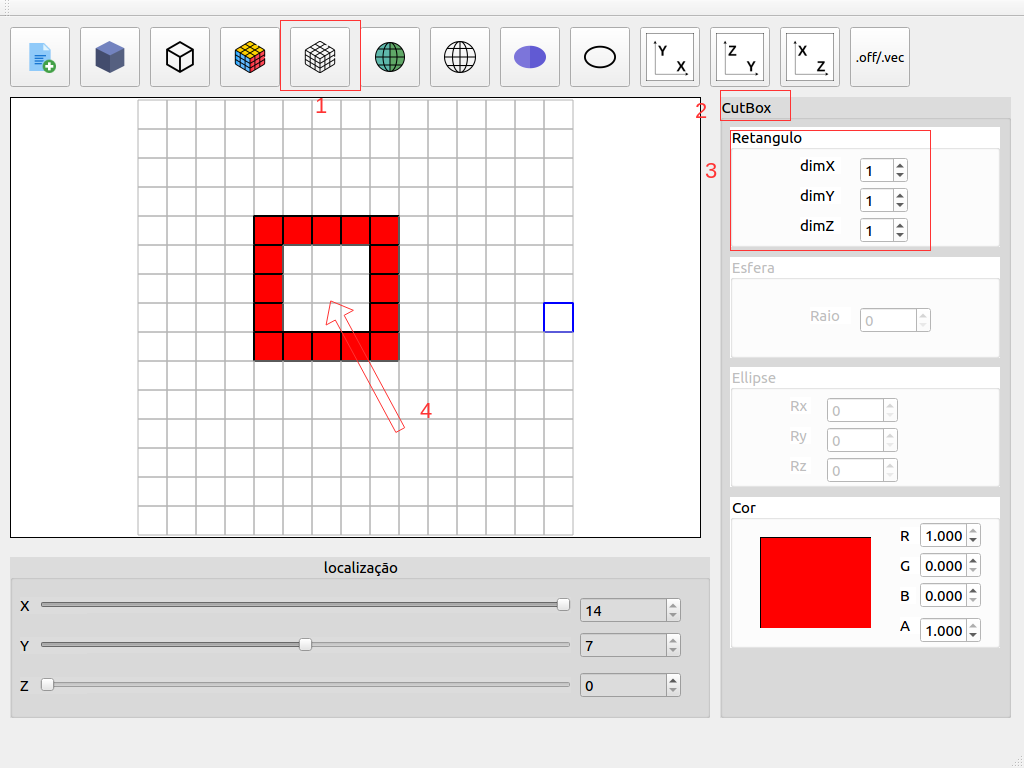 Y
X
Z
Y
X
Z
.off/.vec
1
2
CutBox
3
Retangulo
dimX 1
dimY 1
dimZ 1
Esfera
Raio 0
Ellipse
Rx 0
Ry 0
Rz 0
4
Cor
R 1.000
G 0.000
B 0.000
A 1.000
localização
X 14
Y 7
Z 0